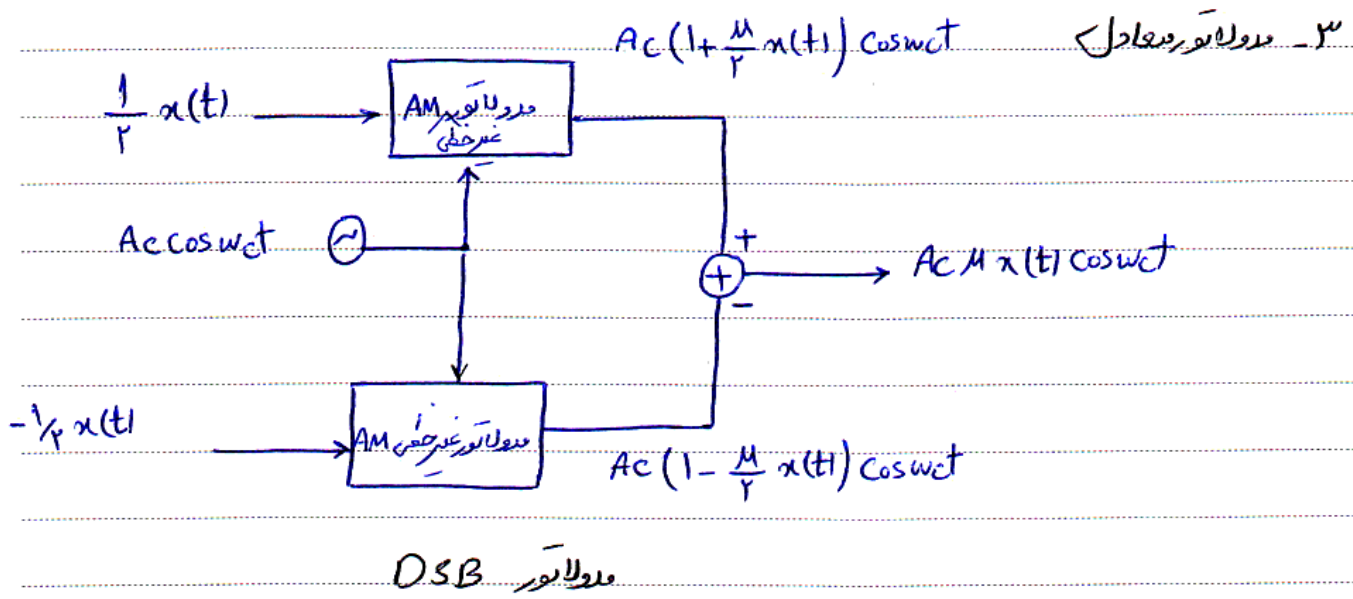 ۳- مدولاتور متعادل
Ac(1+μ/۲ x(t)) Cosωct
1/۲ x(t)
مدولاتور AM
غیرخطی
Ac cosωct
~
+
+
-
Ac μ x(t) Cosωct
-1/۲ x(t)
مدولاتور غیرخطی AM
Ac(1-μ/۲ x(t)) Cosωct
مدولاتور DSB